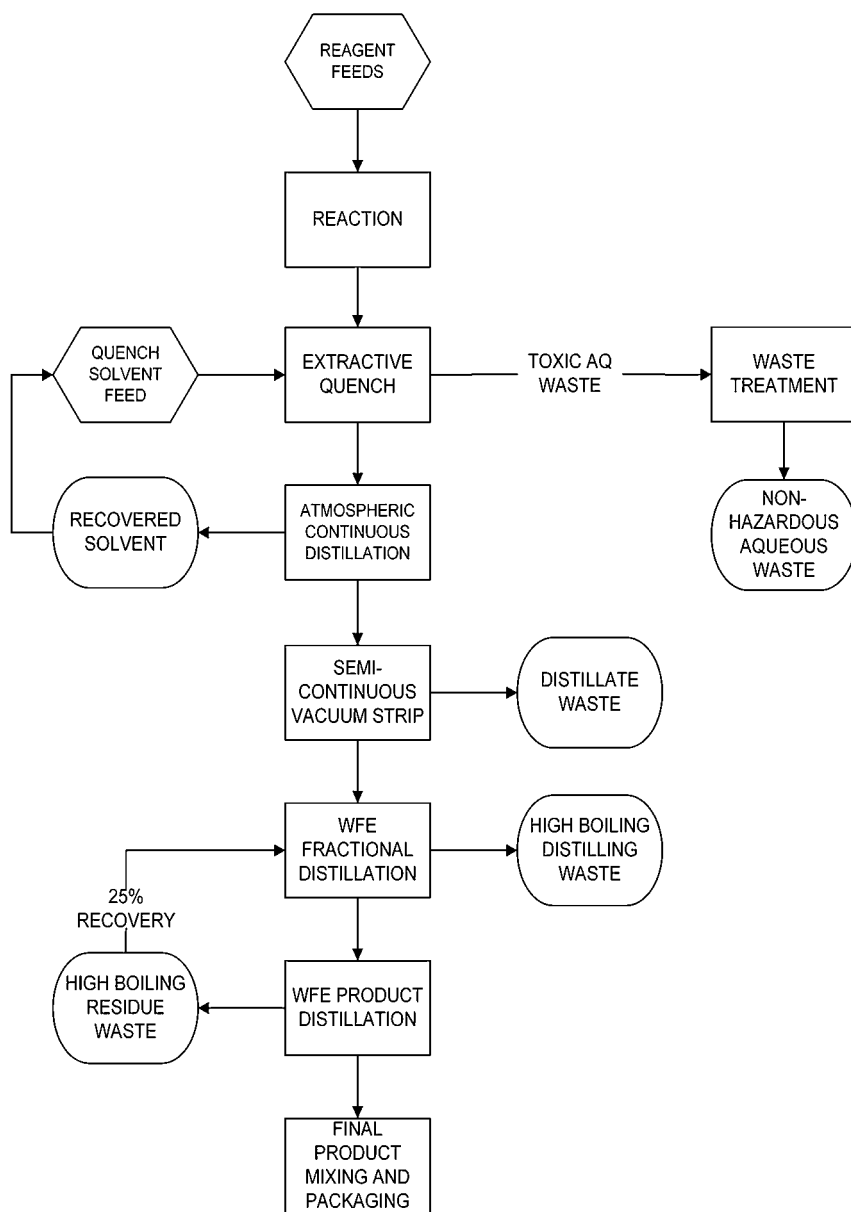 REAGENT
FEEDS
REACTION
QUENCH
SOLVENT
FEED
EXTRACTIVE
QUENCH
TOXIC AQ
WASTE
WASTE
TREATMENT
RECOVERED
SOLVENT
ATMOSPHERIC
CONTINUOUS
DISTILLATION
NON-
HAZARDOUS
AQUEOUS
WASTE
SEMI-
CONTINUOUS
VACUUM STRIP
DISTILLATE
WASTE
WFE
FRACTIONAL
DISTILLATION
HIGH BOILING
DISTILLING
WASTE
25%
RECOVERY
HIGH BOILING
RESIDUE
WASTE
WFE PRODUCT
DISTILLATION
FINAL
PRODUCT
MIXING AND
PACKAGING